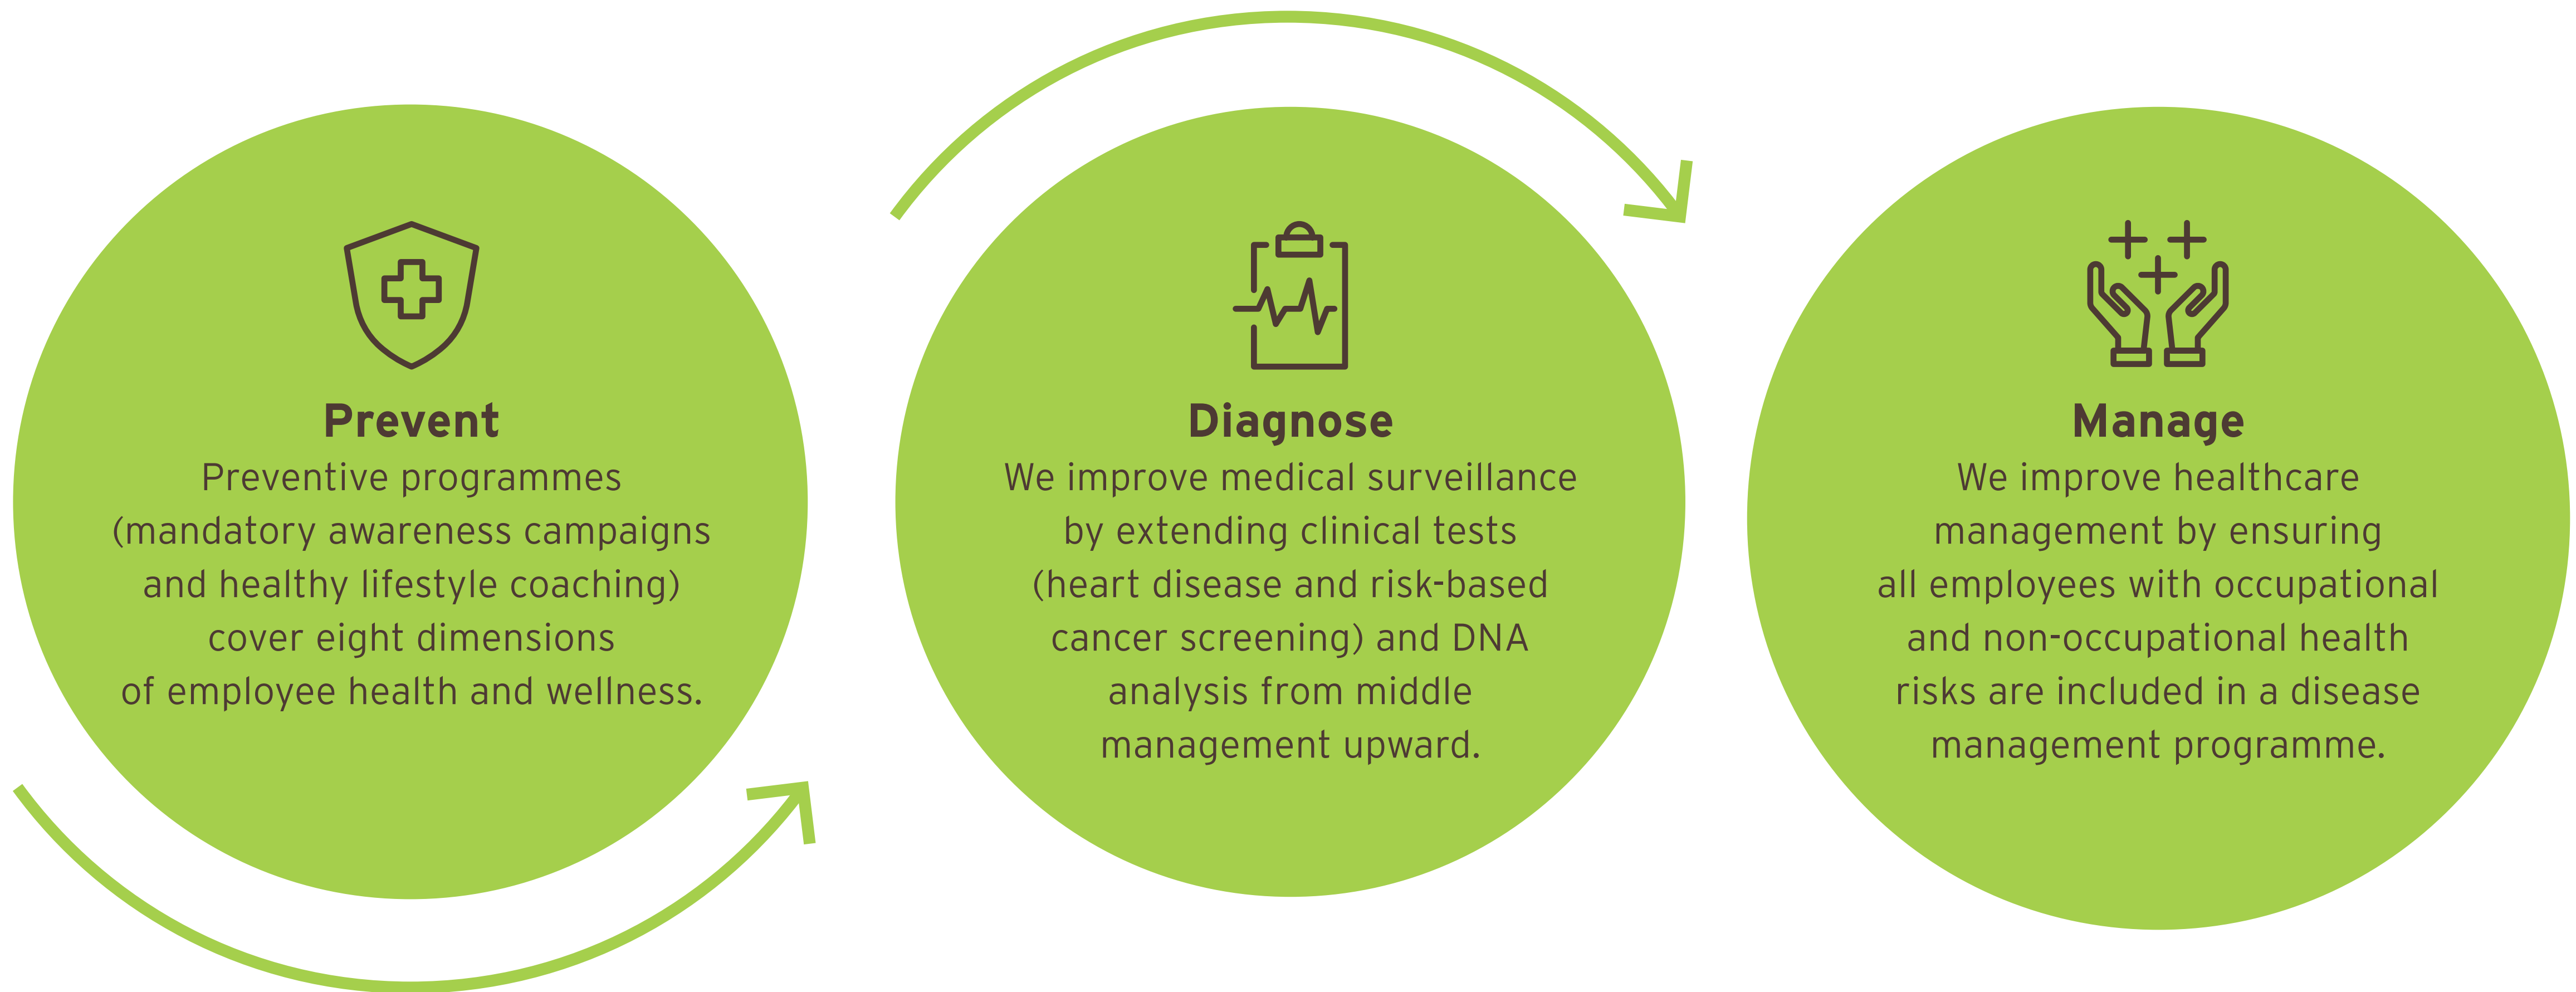 Prevent
Preventive programmes
(mandatory awareness campaigns
and healthy lifestyle coaching)
cover eight dimensions
of employee health and wellness.
Diagnose
We improve medical surveillance
by extending clinical tests
(heart disease and risk-based
cancer screening) and DNA
analysis from middle
management upward.
Manage
We improve healthcare
management by ensuring
all employees with occupational
and non-occupational health
risks are included in a disease
management programme.